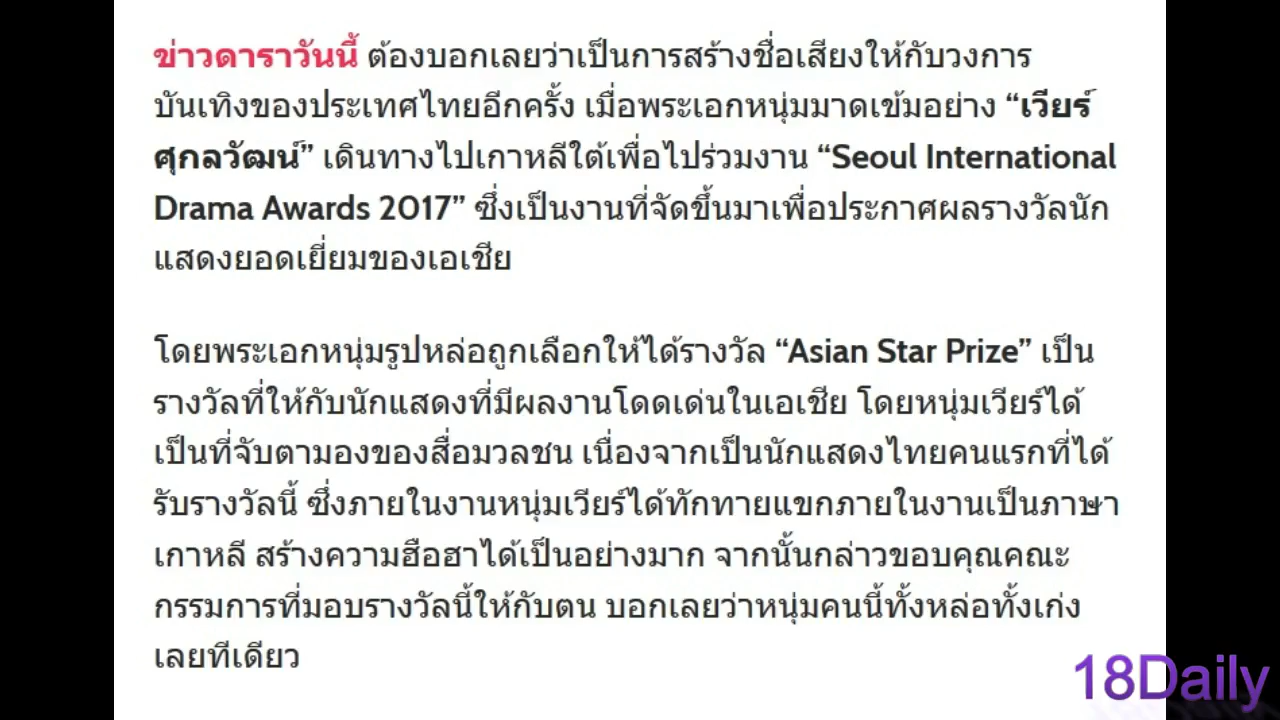 ข่าวดาราวันนี้ ต้องบอกเลยว่าเป็นการสร้างชื่อเสียงให้กับวงการ
บันเทิงของประเทศไทยอีกครั้ง เมื่อพระเอกหนุ่มมาดเข้มอย่าง “เวียร์
ศุกลวัฒน์” เดินทางไปเกาหลีใต้เพื่อไปร่วมงาน “Seoul International
Drama Awards 2017” ซึ่งเป็นงานที่จัดขึ้นมาเพื่อประกาศผลรางวัลนัก
แสดงยอดเยี่ยมของเอเชีย
โดยพระเอกหนุ่มรูปหล่อถูกเลือกให้ได้รางวัล “Asian Star Prize” เป็น
รางวัลที่ให้กับนักแสดงที่มีผลงานโดดเด่นในเอเชีย โดยหนุ่มเวียร์ได้
เป็นที่จับตามองของสื่อมวลชน เนื่องจากเป็นนักแสดงไทยคนแรกที่ได้
รับรางวัลนี้ ซึ่งภายในงานหนุ่มเวียร์ได้ทักทายแขกภายในงานเป็นภาษา
เกาหลี สร้างความฮือฮาได้เป็นอย่างมาก จากนั้นกล่าวขอบคุณคณะ
กรรมการที่มอบรางวัลนี้ให้กับตน บอกเลยว่าหนุ่มคนนี้ทั้งหล่อทั้งเก่ง
เลยทีเดียว
18Daily